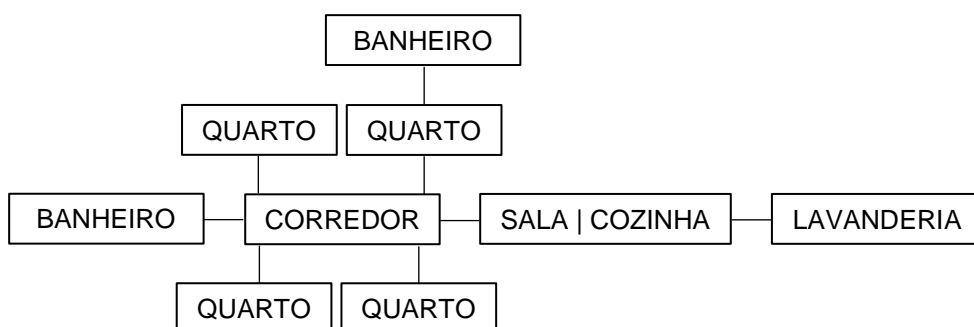 BANHEIRO
QUARTO QUARTO
BANHEIRO CORREDOR SALA | COZINHA LAVANDERIA
QUARTO QUARTO